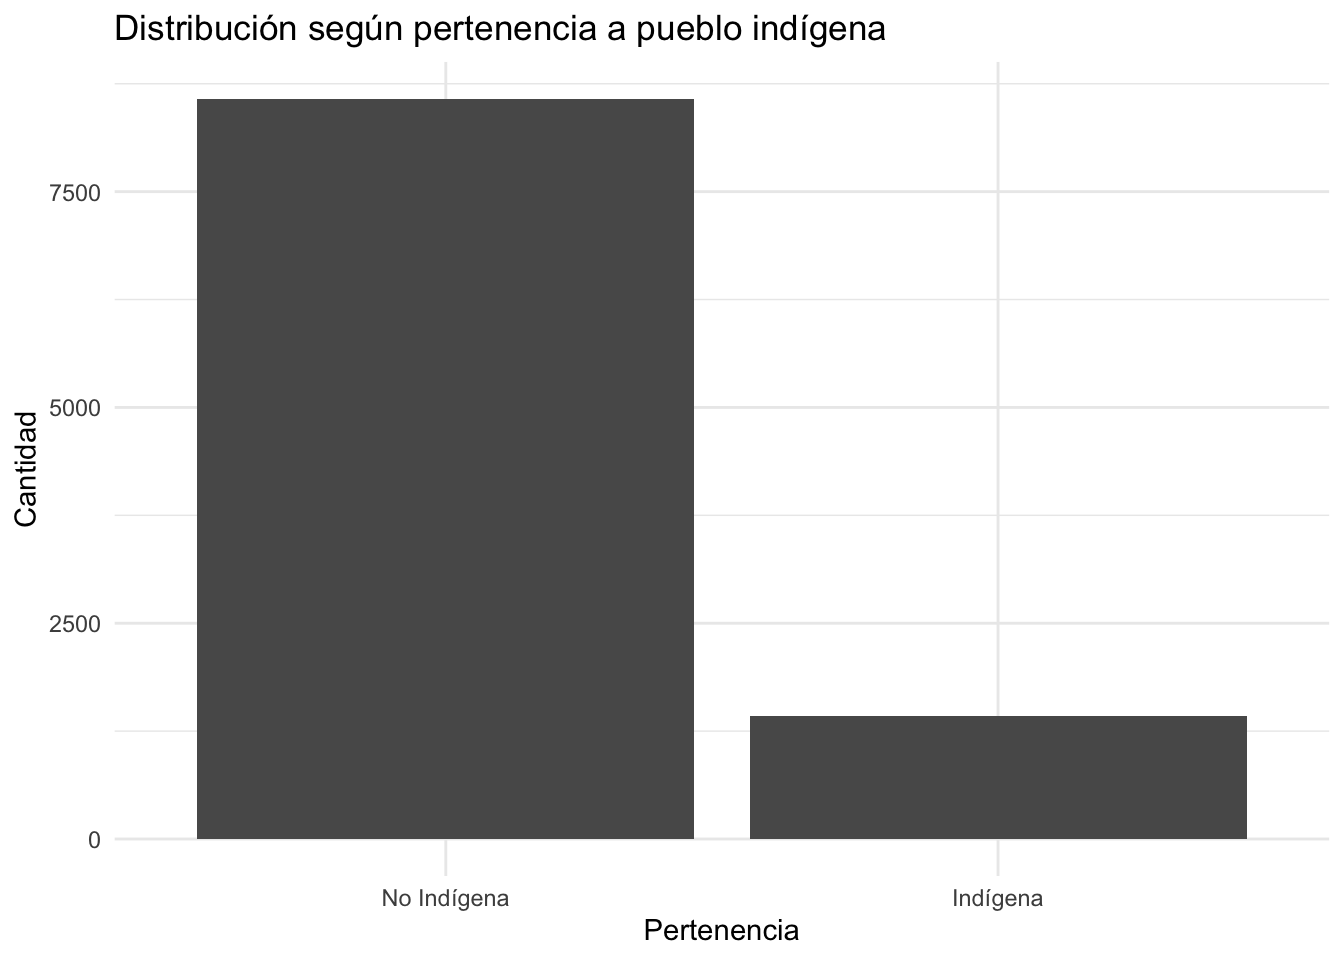 Distribución según pertenencia a pueblo indígena
Cantidad
7500
5000
2500
0
No Indígena
Indígena
Pertenencia